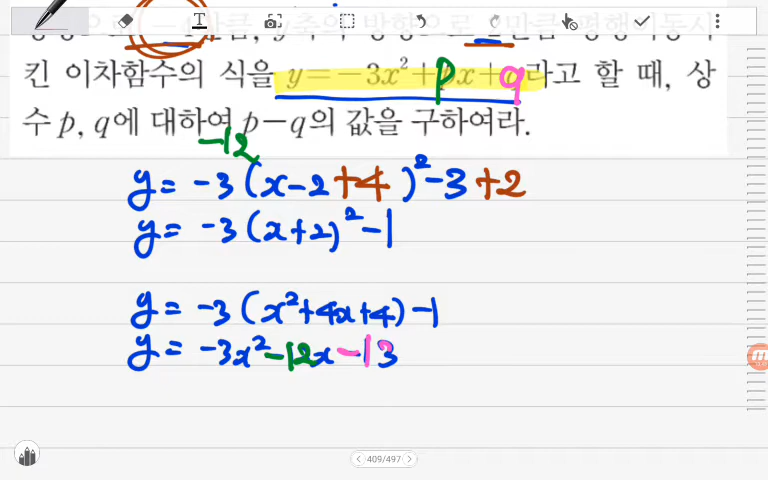 킨 이차함수의 식을 y=-3x²+px+q라고 할 때, 상
수 p, q에 대하여 p-q의 값을 구하여라.
-12
y = -3(x-2+4)²-3+2
y = -3(x+2)²-1
y = -3(x²+4x+4)-1
y = -3x²-12x-13
409/497